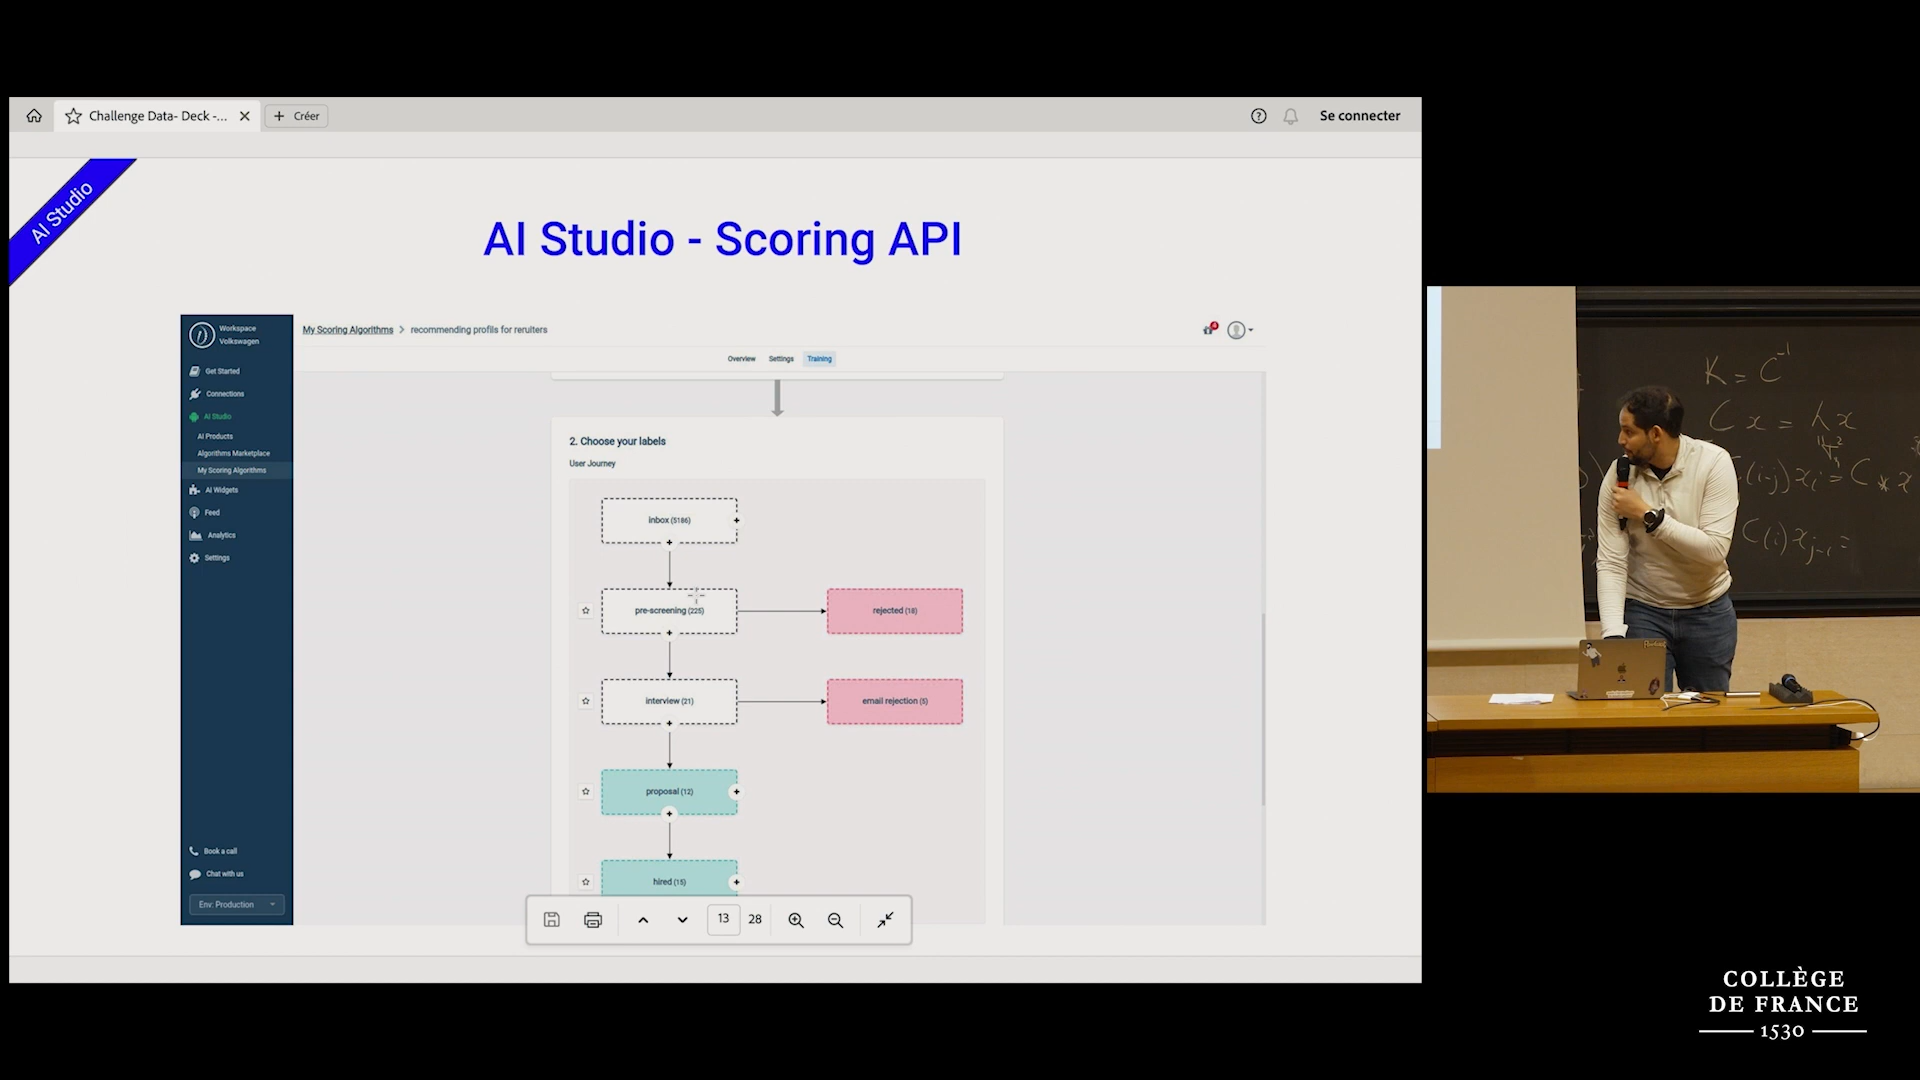 Challenge Data- Deck -...
Créer
Se connecter
AI Studio
AI Studio - Scoring API
Workspace
Volkswagen
My Scoring Algorithms > recommending profils for reruiters
4
Get Started
Connections
AI Studio
AI Products
Algorithms Marketplace
My Scoring Algorithms
AI Widgets
Feed
Analytics
Settings
Book a call
Chat with us
Env: Production
Overview Settings Training
2. Choose your labels
User Journey
inbox (5186)
pre-screening (225)
rejected (18)
interview (21)
email rejection (5)
proposal (12)
hired (15)
13 28
K = C⁻¹
C x = λ x
C(i) x_{j-i} =
COLLÈGE
DE FRANCE
1530